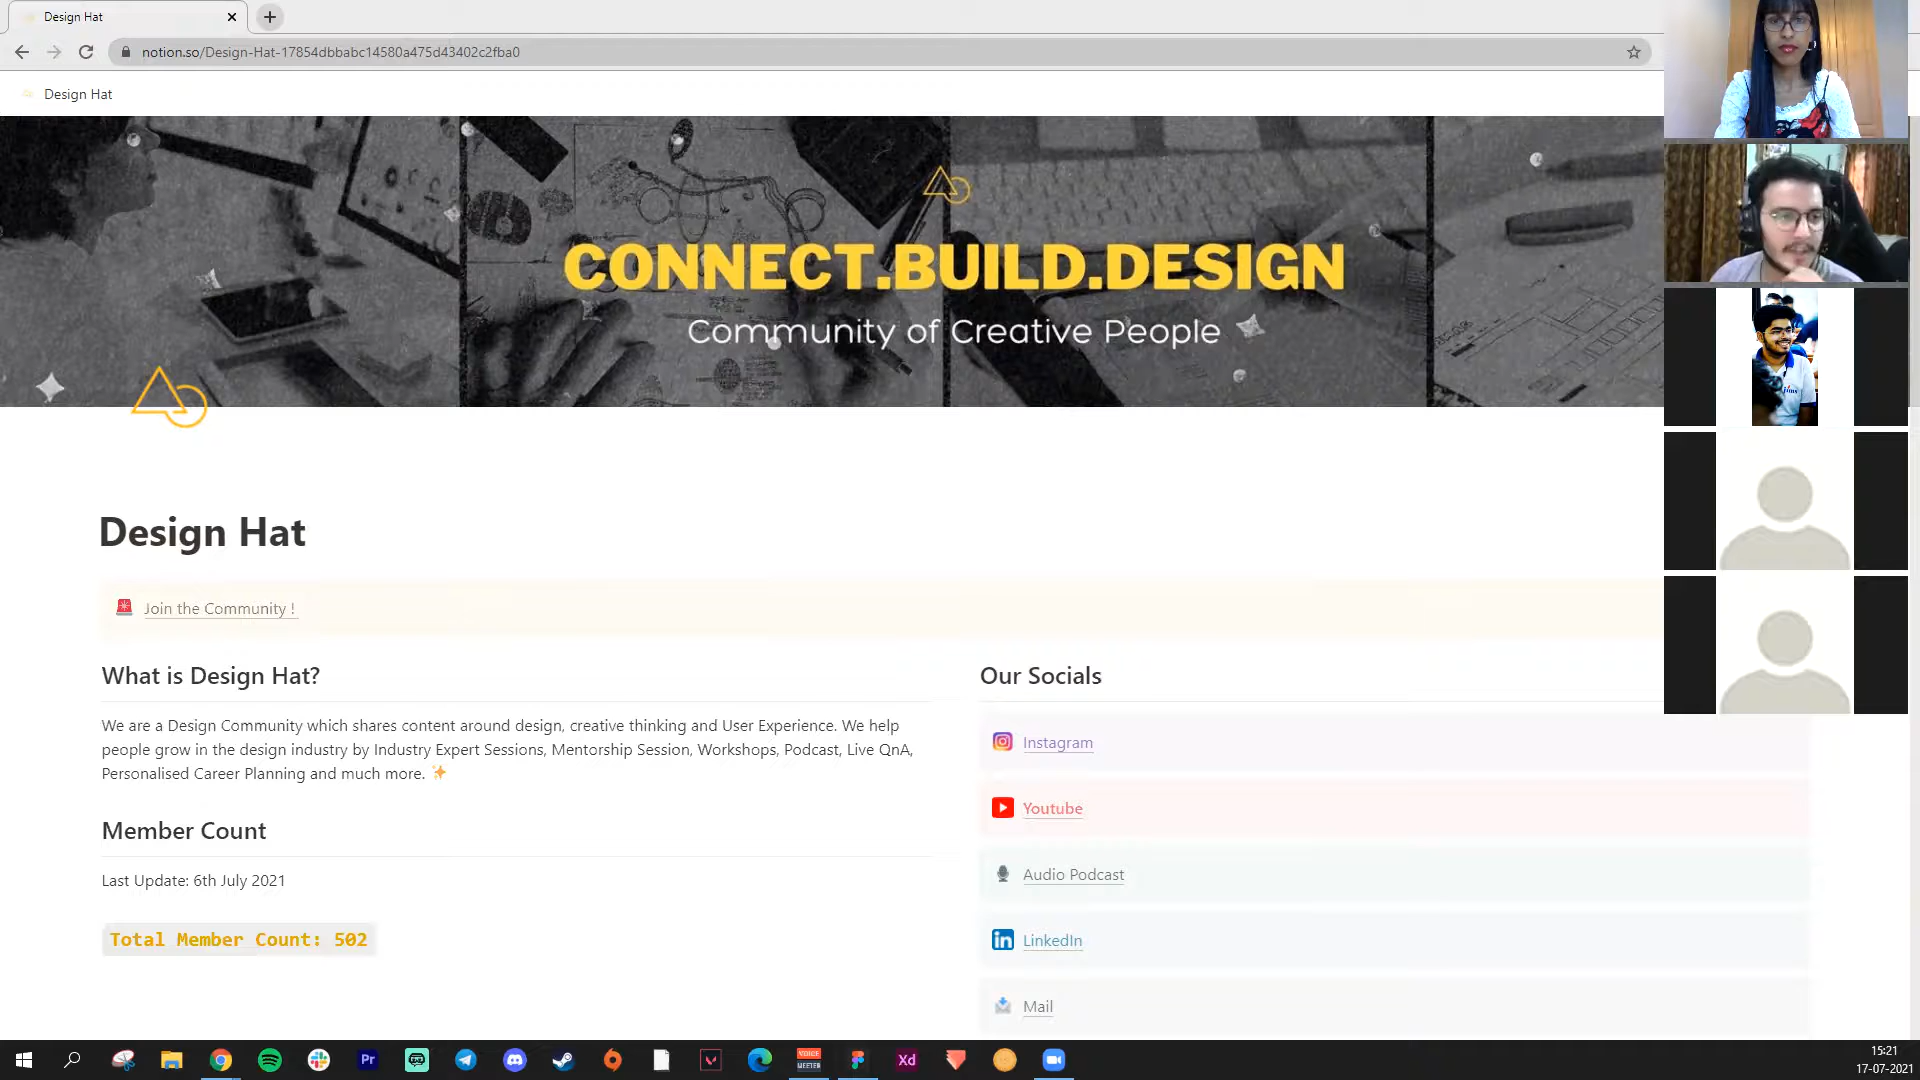 Design Hat
notion.so/Design-Hat-17854dbbabc14580a475d43402c2fba0
Design Hat
CONNECT.BUILD.DESIGN
Community of Creative People
Design Hat
Join the Community !
What is Design Hat?
We are a Design Community which shares content around design, creative thinking and User Experience. We help
people grow in the design industry by Industry Expert Sessions, Mentorship Session, Workshops, Podcast, Live QnA,
Personalised Career Planning and much more.
Member Count
Last Update: 6th July 2021
Total Member Count: 502
Our Socials
Instagram
Youtube
Audio Podcast
LinkedIn
Mail
Pr
VOICE
MEETER
Xd
15:21
17-07-2021